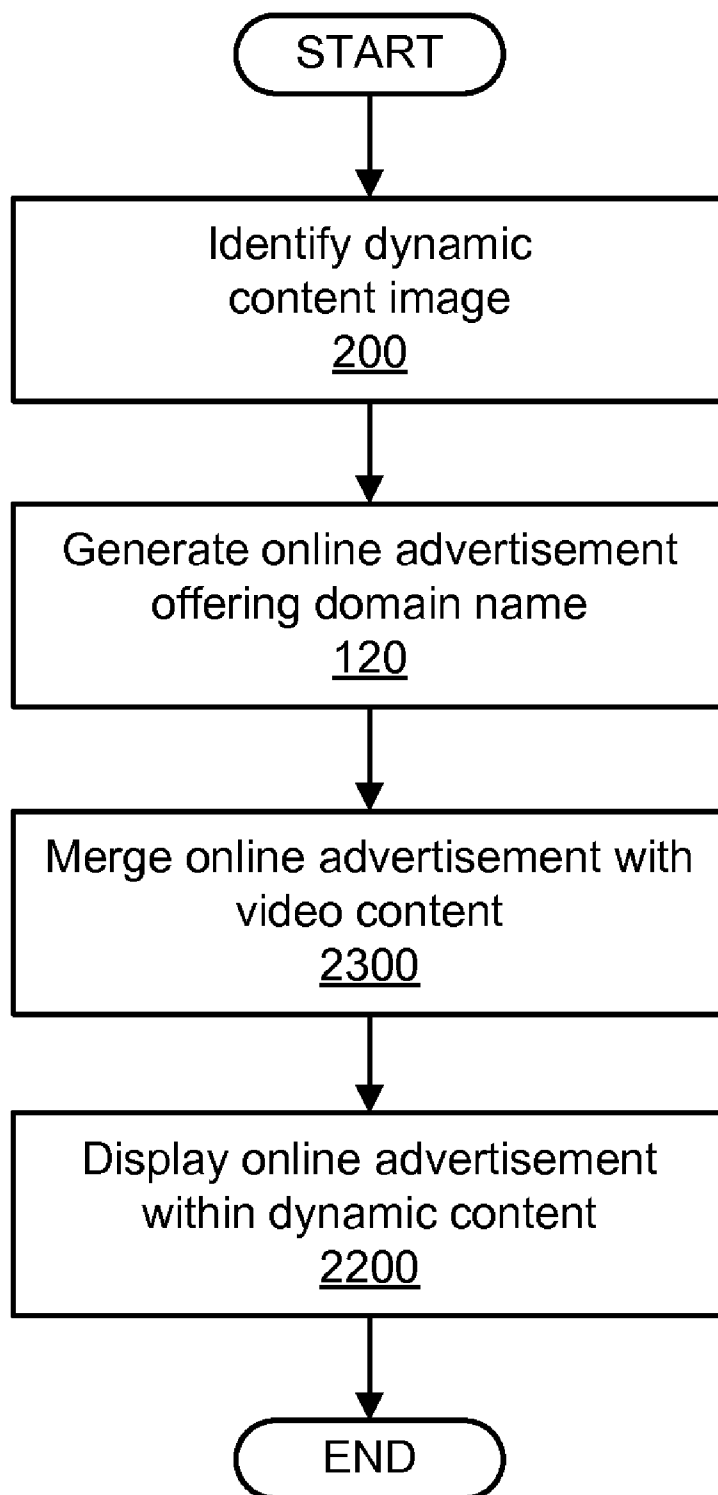 START
Identify dynamic
content image
200
Generate online advertisement
offering domain name
120
Merge online advertisement with
video content
2300
Display online advertisement
within dynamic content
2200
END